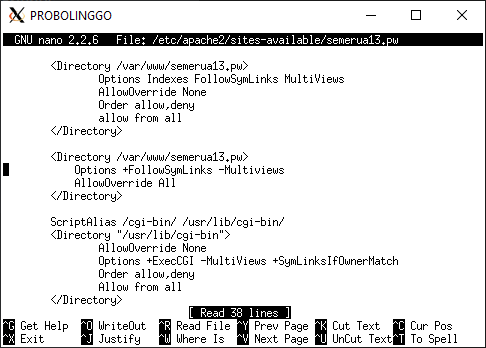 PROBOLINGGO
GNU nano 2.2.6 File: /etc/apache2/sites-available/semerua13.pw
<Directory /var/www/semerua13.pw>
Options Indexes FollowSymLinks MultiViews
AllowOverride None
Order allow,deny
allow from all
</Directory>
<Directory /var/www/semerua13.pw>
Options +FollowSymLinks -Multiviews
AllowOverride All
</Directory>
ScriptAlias /cgi-bin/ /usr/lib/cgi-bin/
<Directory "/usr/lib/cgi-bin">
AllowOverride None
Options +ExecCGI -MultiViews +SymLinksIfOwnerMatch
Order allow,deny
Allow from all
</Directory>
[ Read 38 lines ]
^G Get Help ^O WriteOut ^R Read File ^Y Prev Page ^K Cut Text ^C Cur Pos
^X Exit ^J Justify ^W Where Is ^V Next Page ^U UnCut Text ^T To Spell